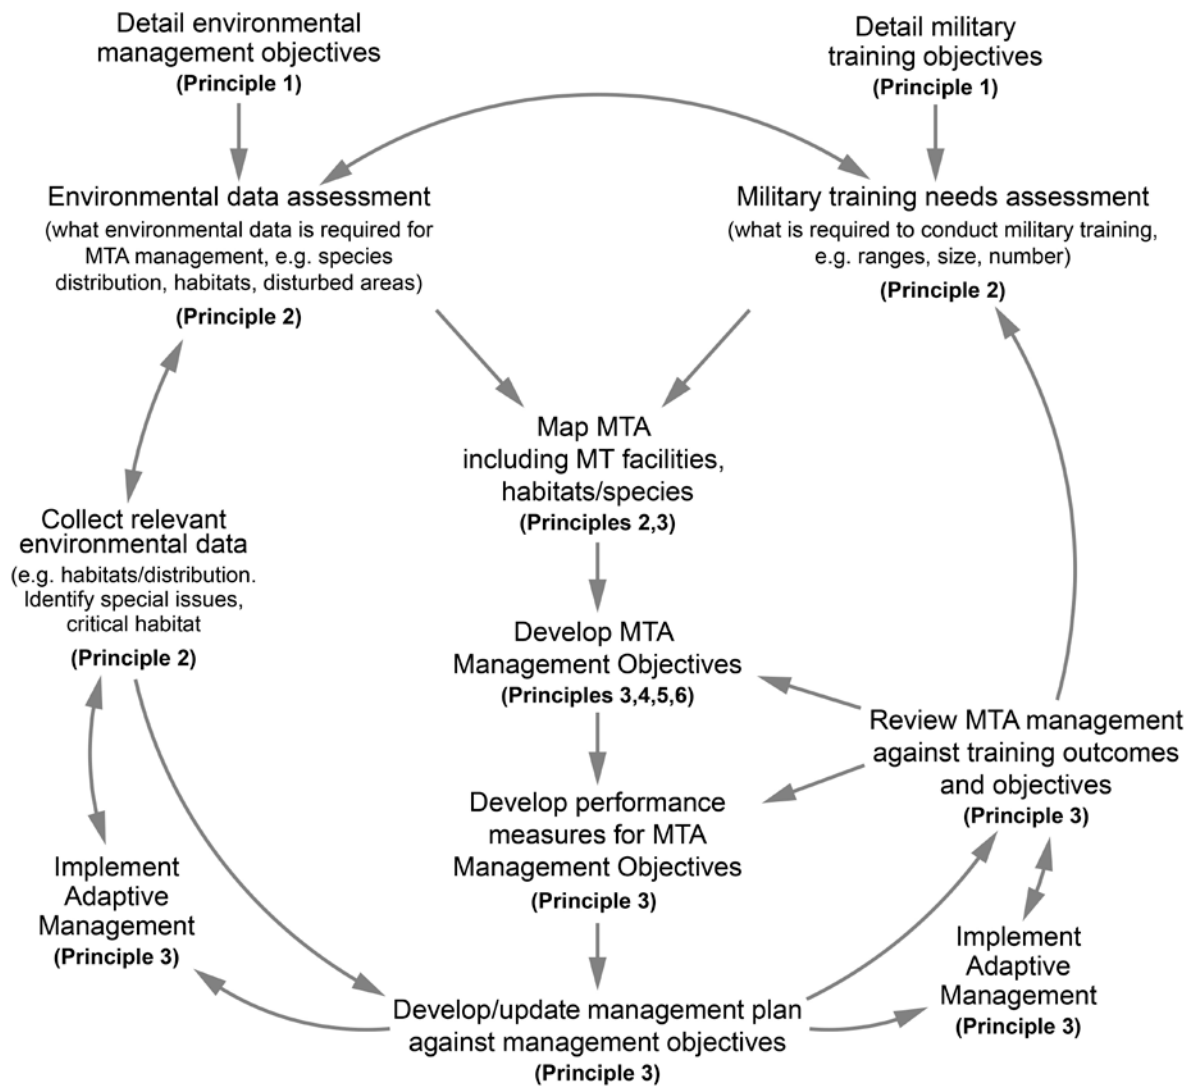 Detail environmental
management objectives
(Principle 1)
Detail military
training objectives
(Principle 1)
Environmental data assessment
(what environmental data is required for
MTA management, e.g. species
distribution, habitats, disturbed areas)
(Principle 2)
Military training needs assessment
(what is required to conduct military training,
e.g. ranges, size, number)
(Principle 2)
Map MTA
including MT facilities,
habitats/species
(Principles 2,3)
Collect relevant
environmental data
(e.g. habitats/distribution.
Identify special issues,
critical habitat
(Principle 2)
Develop MTA
Management Objectives
(Principles 3,4,5,6)
Review MTA management
against training outcomes
and objectives
(Principle 3)
Develop performance
measures for MTA
Management Objectives
(Principle 3)
Implement
Adaptive
Management
(Principle 3)
Implement
Adaptive
Management
(Principle 3)
Develop/update management plan
against management objectives
(Principle 3)